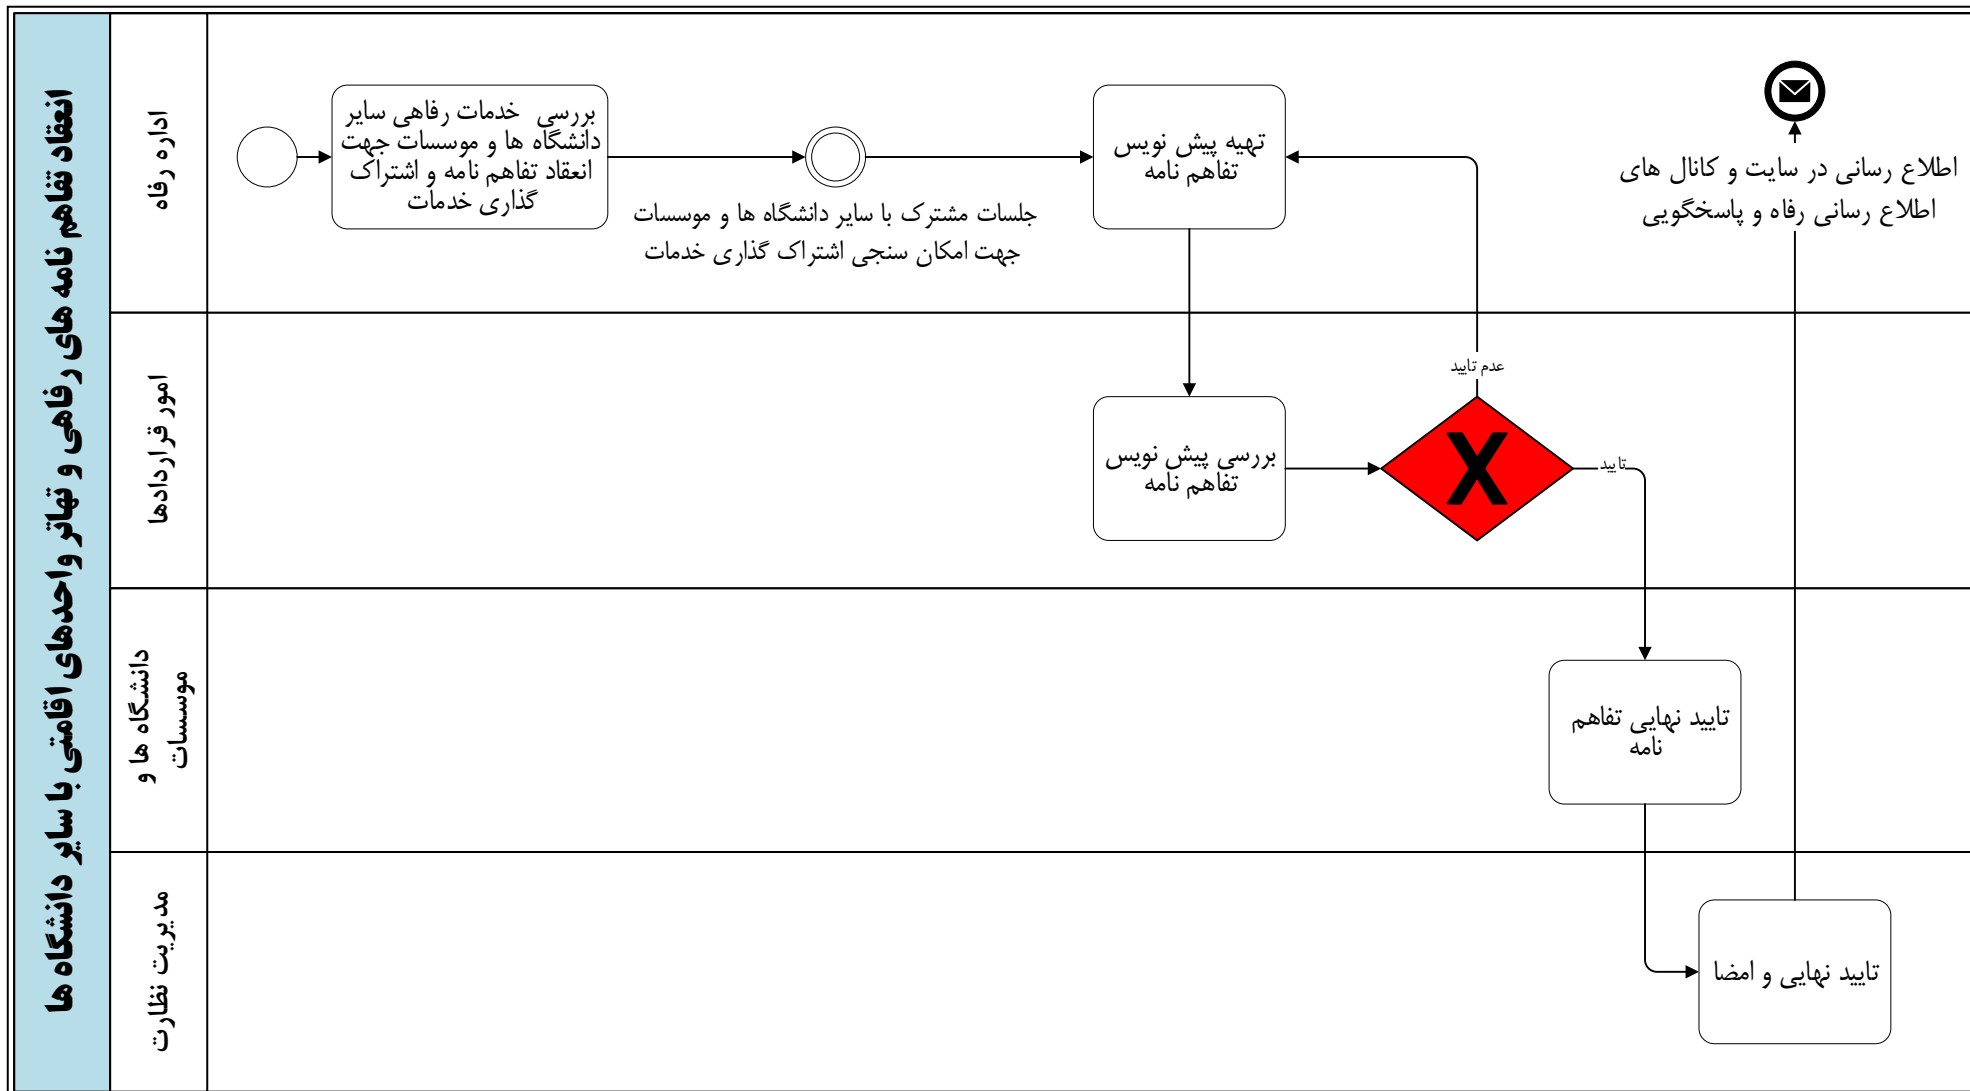 انعقاد تفاهم نامه های رفاهی و تهاتر واحدهای اقامتی با سایر دانشگاه ها
اداره رفاه
بررسی خدمات رفاهی سایر
دانشگاه ها و موسسات جهت
انعقاد تفاهم نامه و اشتراک
گذاری خدمات
جلسات مشترک با سایر دانشگاه ها و موسسات
جهت امکان سنجی اشتراک گذاری خدمات
تهیه پیش نویس
تفاهم نامه
اطلاع رسانی در سایت و کانال های
اطلاع رسانی رفاه و پاسخگویی
امور قراردادها
بررسی پیش نویس
تفاهم نامه
عدم تایید
X
تایید
دانشگاه ها و
موسسات
تایید نهایی تفاهم
نامه
مدیریت نظارت
تایید نهایی و امضا